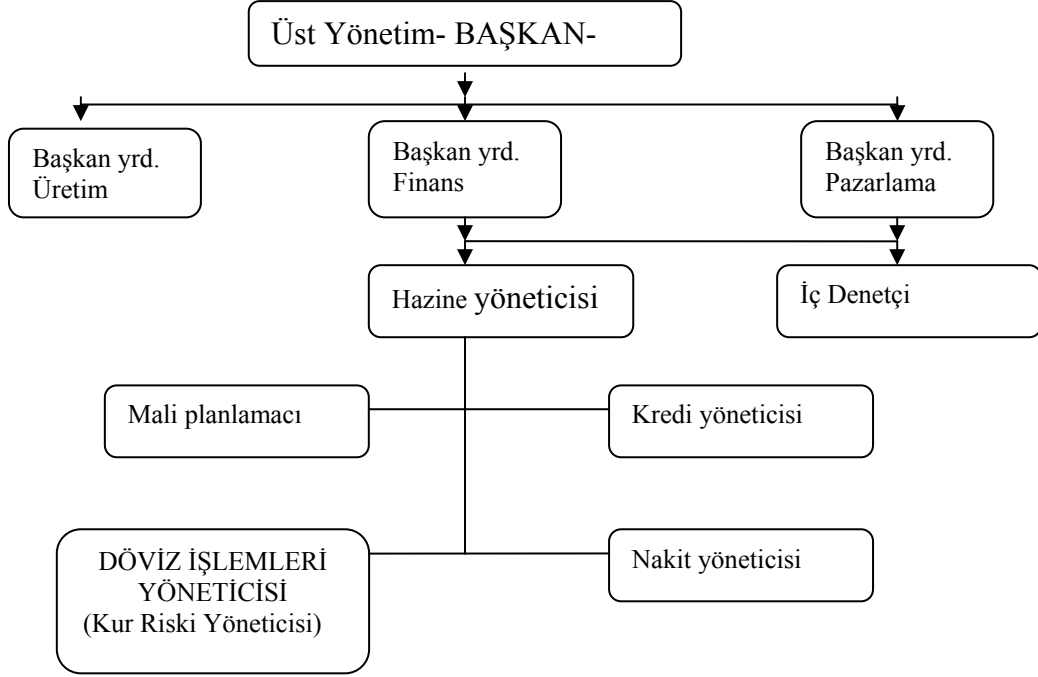 Üst Yönetim- BAŞKAN-
Başkan yrd.
Üretim
Başkan yrd.
Finans
Başkan yrd.
Pazarlama
Hazine yöneticisi
İç Denetçi
Mali planlamacı
Kredi yöneticisi
DÖVİZ İŞLEMLERİ
YÖNETİCİSİ
(Kur Riski Yöneticisi)
Nakit yöneticisi